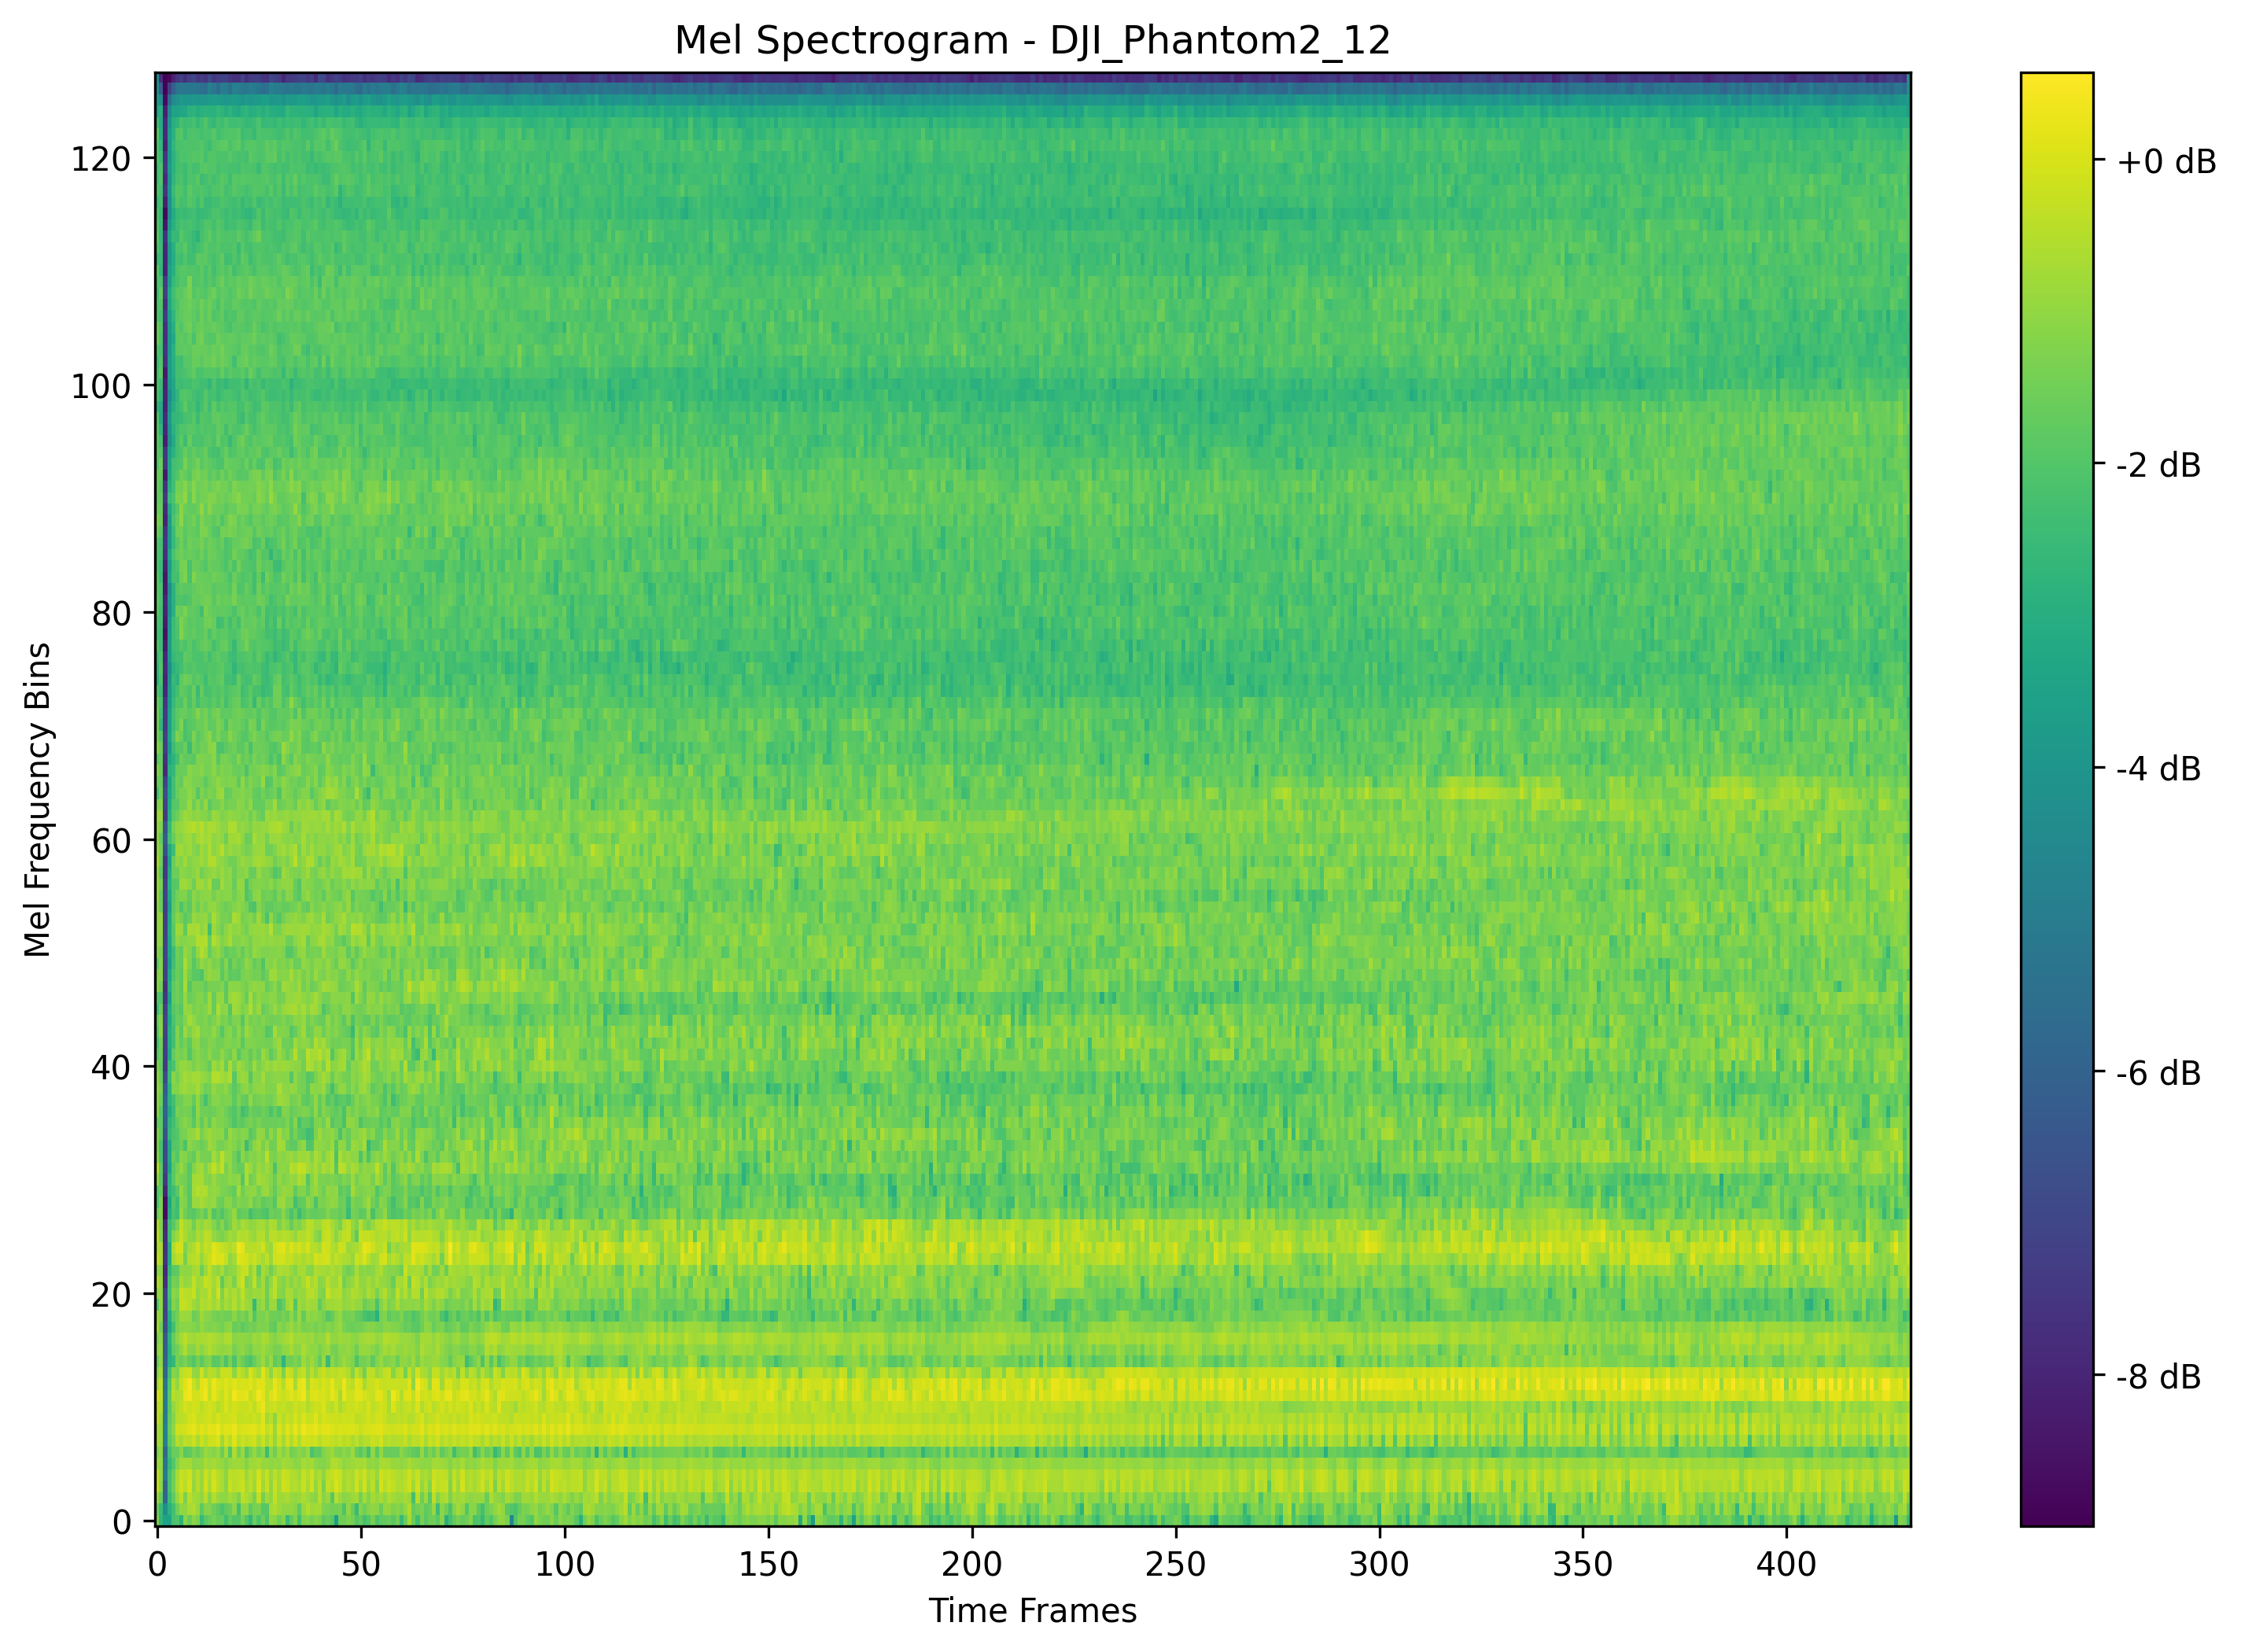 Mel Spectrogram - DJI_Phantom2_12
Mel Frequency Bins
120
100
80
60
40
20
0
0 50 100 150 200 250 300 350 400
Time Frames
+0 dB
-2 dB
-4 dB
-6 dB
-8 dB